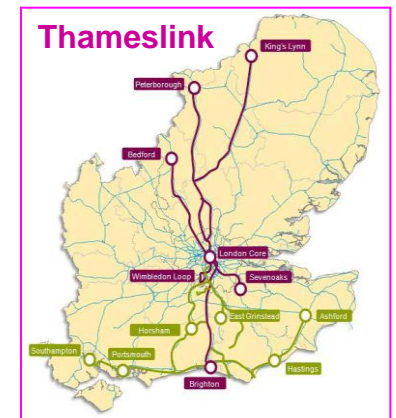 Thameslink
King's Lynn
Peterborough
Bedford
London Core
Wimbledon Loop
Sevenoaks
East Grinstead
Ashford
Horsham
Southampton
Portsmouth
Hastings
Brighton